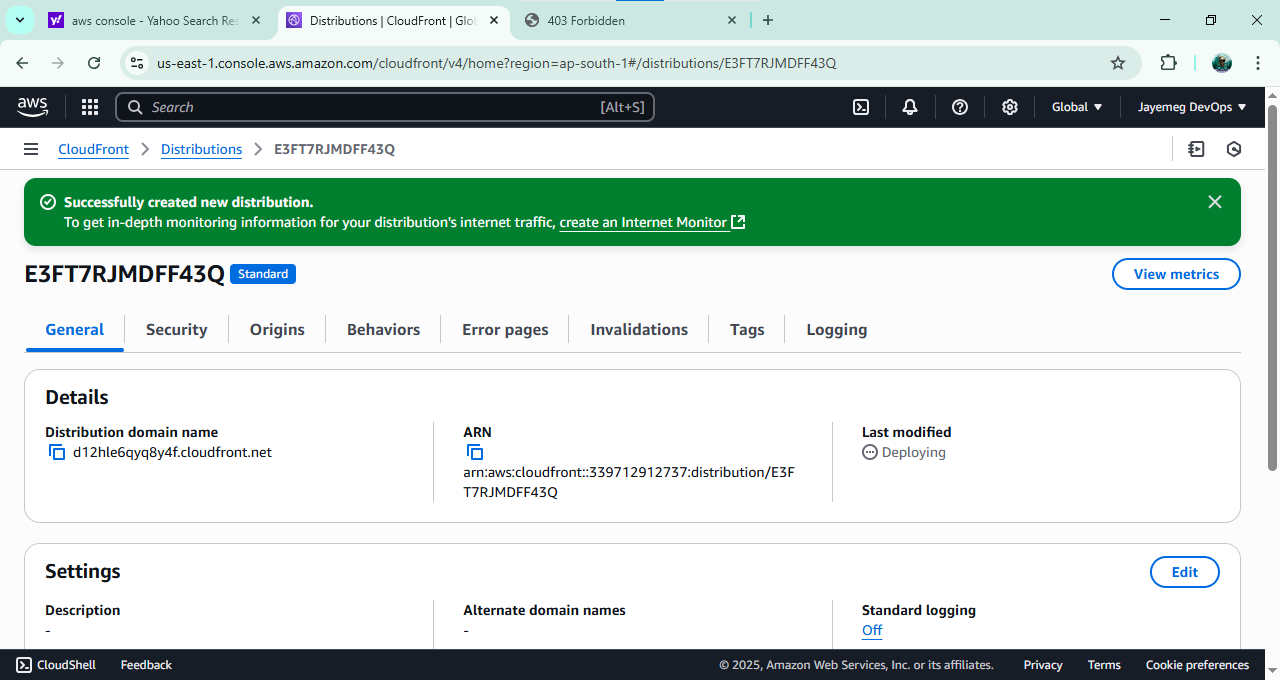 aws console - Yahoo Search Res
Distributions | CloudFront | Glob
403 Forbidden
us-east-1.console.aws.amazon.com/cloudfront/v4/home?region=ap-south-1#/distributions/E3FT7RJMDFF43Q
aws
Search
[Alt+S]
Global
Jayemeg DevOps
CloudFront
Distributions
E3FT7RJMDFF43Q
Successfully created new distribution.
To get in-depth monitoring information for your distribution's internet traffic, create an Internet Monitor
E3FT7RJMDFF43Q
Standard
View metrics
General
Security
Origins
Behaviors
Error pages
Invalidations
Tags
Logging
Details
Distribution domain name
d12hle6qyq8y4f.cloudfront.net
ARN
arn:aws:cloudfront::339712912737:distribution/E3F
T7RJMDFF43Q
Last modified
Deploying
Settings
Edit
Description
-
Alternate domain names
-
Standard logging
Off
CloudShell
Feedback
© 2025, Amazon Web Services, Inc. or its affiliates.
Privacy
Terms
Cookie preferences